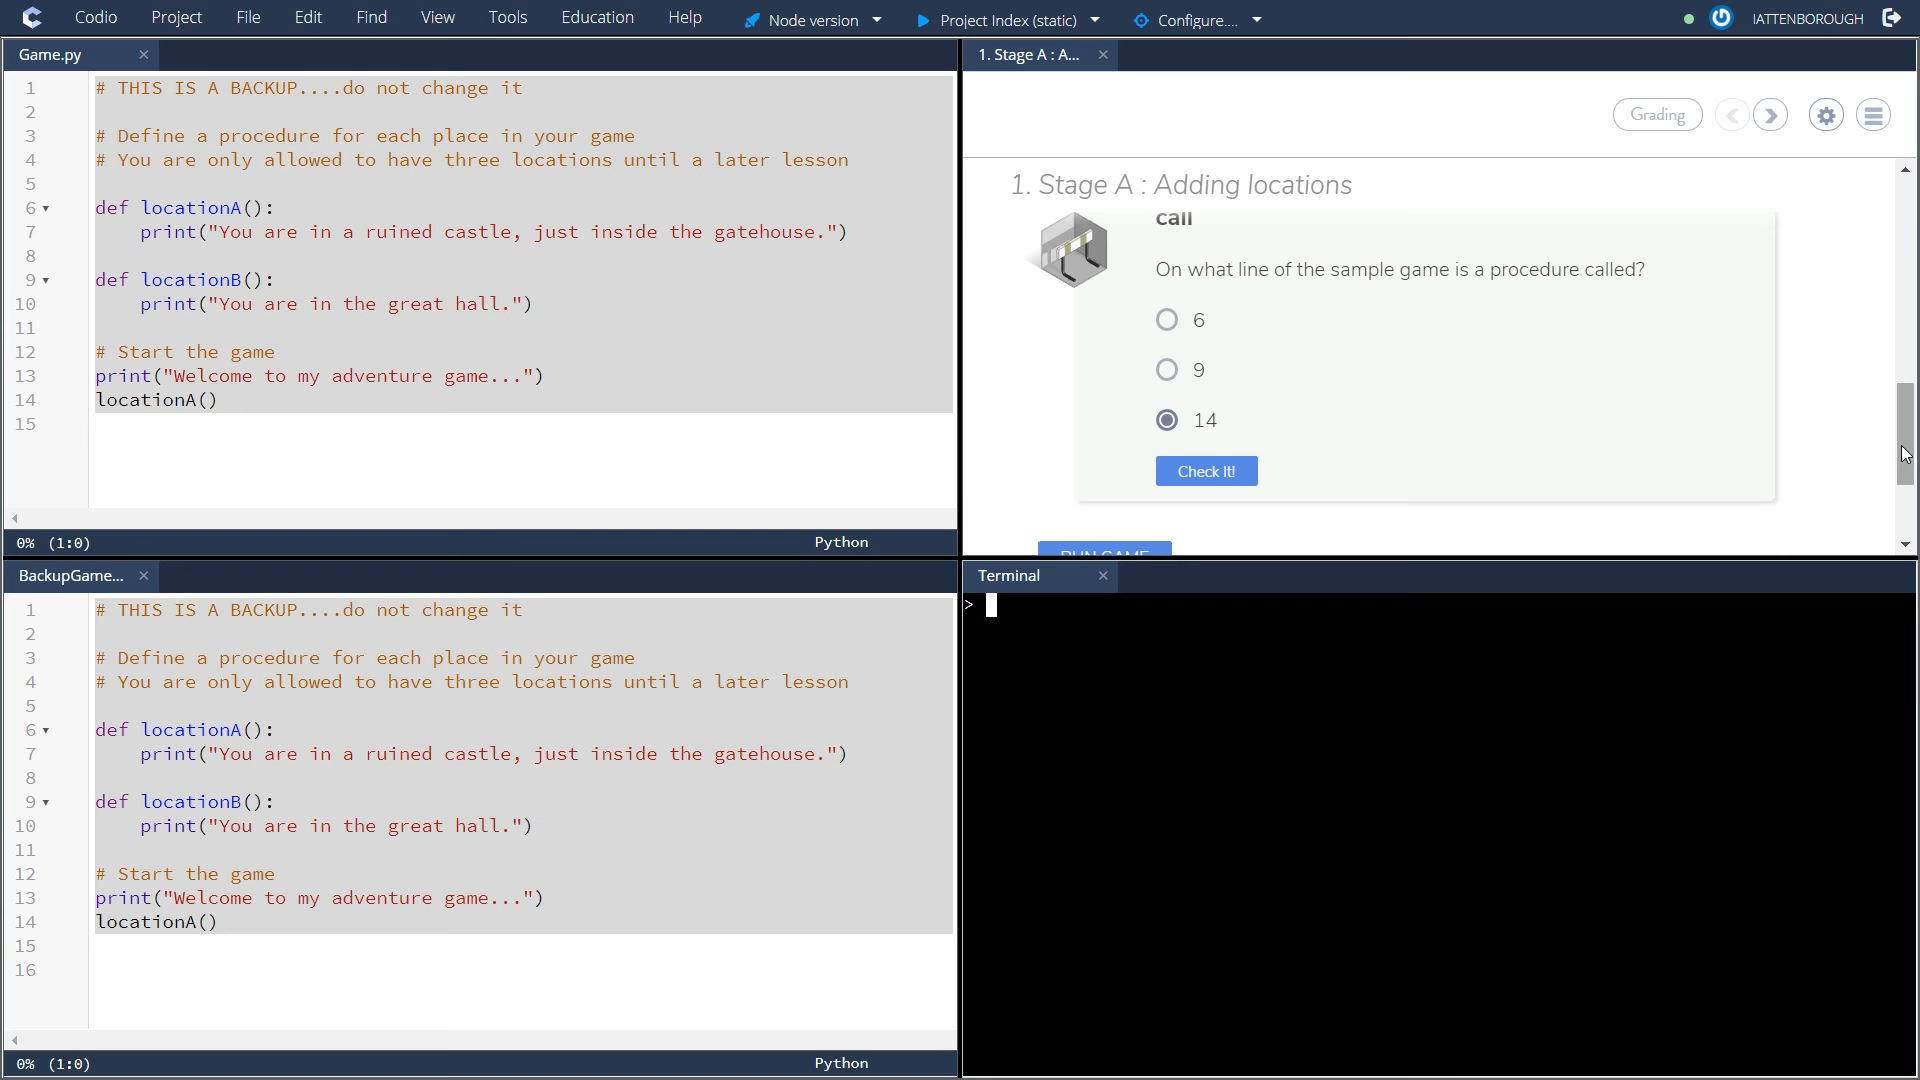 Codio Project File Edit Find View Tools Education Help Node version Project Index (static) Configure.... IATTENBOROUGH
Game.py
1 # THIS IS A BACKUP....do not change it
2
3 # Define a procedure for each place in your game
4 # You are only allowed to have three locations until a later lesson
5
6 def locationA():
7 print("You are in a ruined castle, just inside the gatehouse.")
8
9 def locationB():
10 print("You are in the great hall.")
11
12 # Start the game
13 print("Welcome to my adventure game...")
14 locationA()
15
0% (1:0) Python
1. Stage A : A...
Grading
1. Stage A : Adding locations
call
On what line of the sample game is a procedure called?
6
9
14
Check It!
RUN GAME
BackupGame...
1 # THIS IS A BACKUP....do not change it
2
3 # Define a procedure for each place in your game
4 # You are only allowed to have three locations until a later lesson
5
6 def locationA():
7 print("You are in a ruined castle, just inside the gatehouse.")
8
9 def locationB():
10 print("You are in the great hall.")
11
12 # Start the game
13 print("Welcome to my adventure game...")
14 locationA()
15
16
0% (1:0) Python
Terminal
>